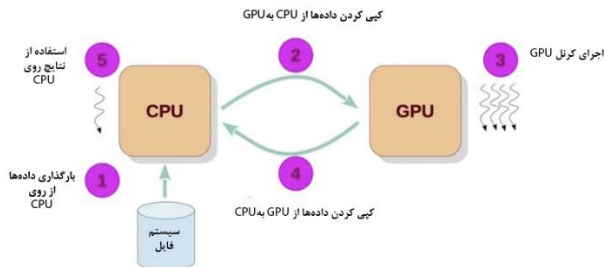 کپی کردن داده‌ها از CPU به GPU
2
استفاده از
نتایج روی
CPU
5
CPU
GPU
3
اجرای کرنل GPU
بارگذاری داده‌ها
از روی
CPU
1
4
کپی کردن داده‌ها از GPU به CPU
سیستم
فایل